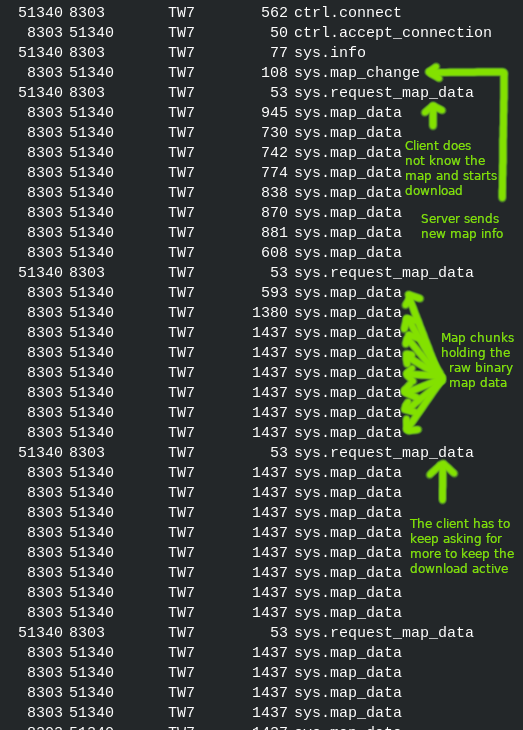 51340 8303 TW7 562 ctrl.connect
8303 51340 TW7 50 ctrl.accept_connection
51340 8303 TW7 77 sys.info
8303 51340 TW7 108 sys.map_change
51340 8303 TW7 53 sys.request_map_data
8303 51340 TW7 945 sys.map_data
8303 51340 TW7 730 sys.map_data
8303 51340 TW7 742 sys.map_data
8303 51340 TW7 774 sys.map_data
8303 51340 TW7 838 sys.map_data
8303 51340 TW7 870 sys.map_data
8303 51340 TW7 881 sys.map_data
8303 51340 TW7 608 sys.map_data
51340 8303 TW7 53 sys.request_map_data
8303 51340 TW7 593 sys.map_data
8303 51340 TW7 1380 sys.map_data
8303 51340 TW7 1437 sys.map_data
8303 51340 TW7 1437 sys.map_data
8303 51340 TW7 1437 sys.map_data
8303 51340 TW7 1437 sys.map_data
8303 51340 TW7 1437 sys.map_data
8303 51340 TW7 1437 sys.map_data
51340 8303 TW7 53 sys.request_map_data
8303 51340 TW7 1437 sys.map_data
8303 51340 TW7 1437 sys.map_data
8303 51340 TW7 1437 sys.map_data
8303 51340 TW7 1437 sys.map_data
8303 51340 TW7 1437 sys.map_data
8303 51340 TW7 1437 sys.map_data
8303 51340 TW7 1437 sys.map_data
8303 51340 TW7 1437 sys.map_data
51340 8303 TW7 53 sys.request_map_data
8303 51340 TW7 1437 sys.map_data
8303 51340 TW7 1437 sys.map_data
8303 51340 TW7 1437 sys.map_data
8303 51340 TW7 1437 sys.map_data
8303 51340 TW7 1437 sys.map_data
Client does
not know the
map and starts
download
Server sends
new map info
Map chunks
holding the
raw binary
map data
The client has to
keep asking for
more to keep the
download active